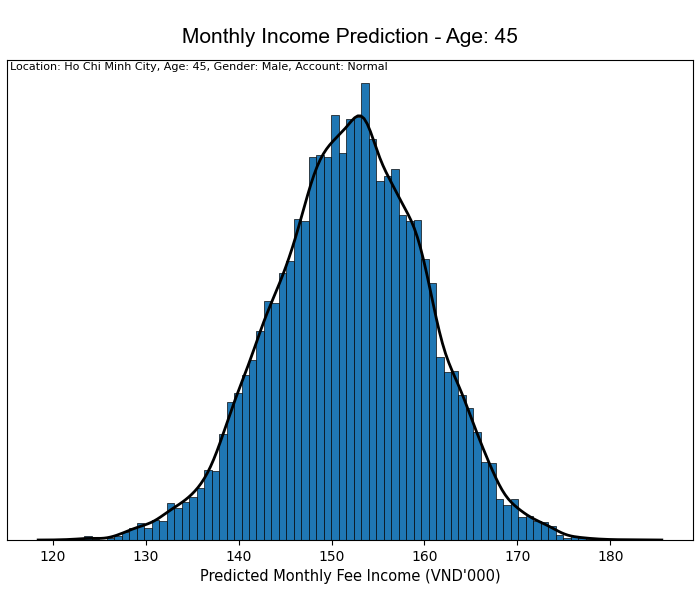 Monthly Income Prediction - Age: 45
Location: Ho Chi Minh City, Age: 45, Gender: Male, Account: Normal
120 130 140 150 160 170 180
Predicted Monthly Fee Income (VND'000)